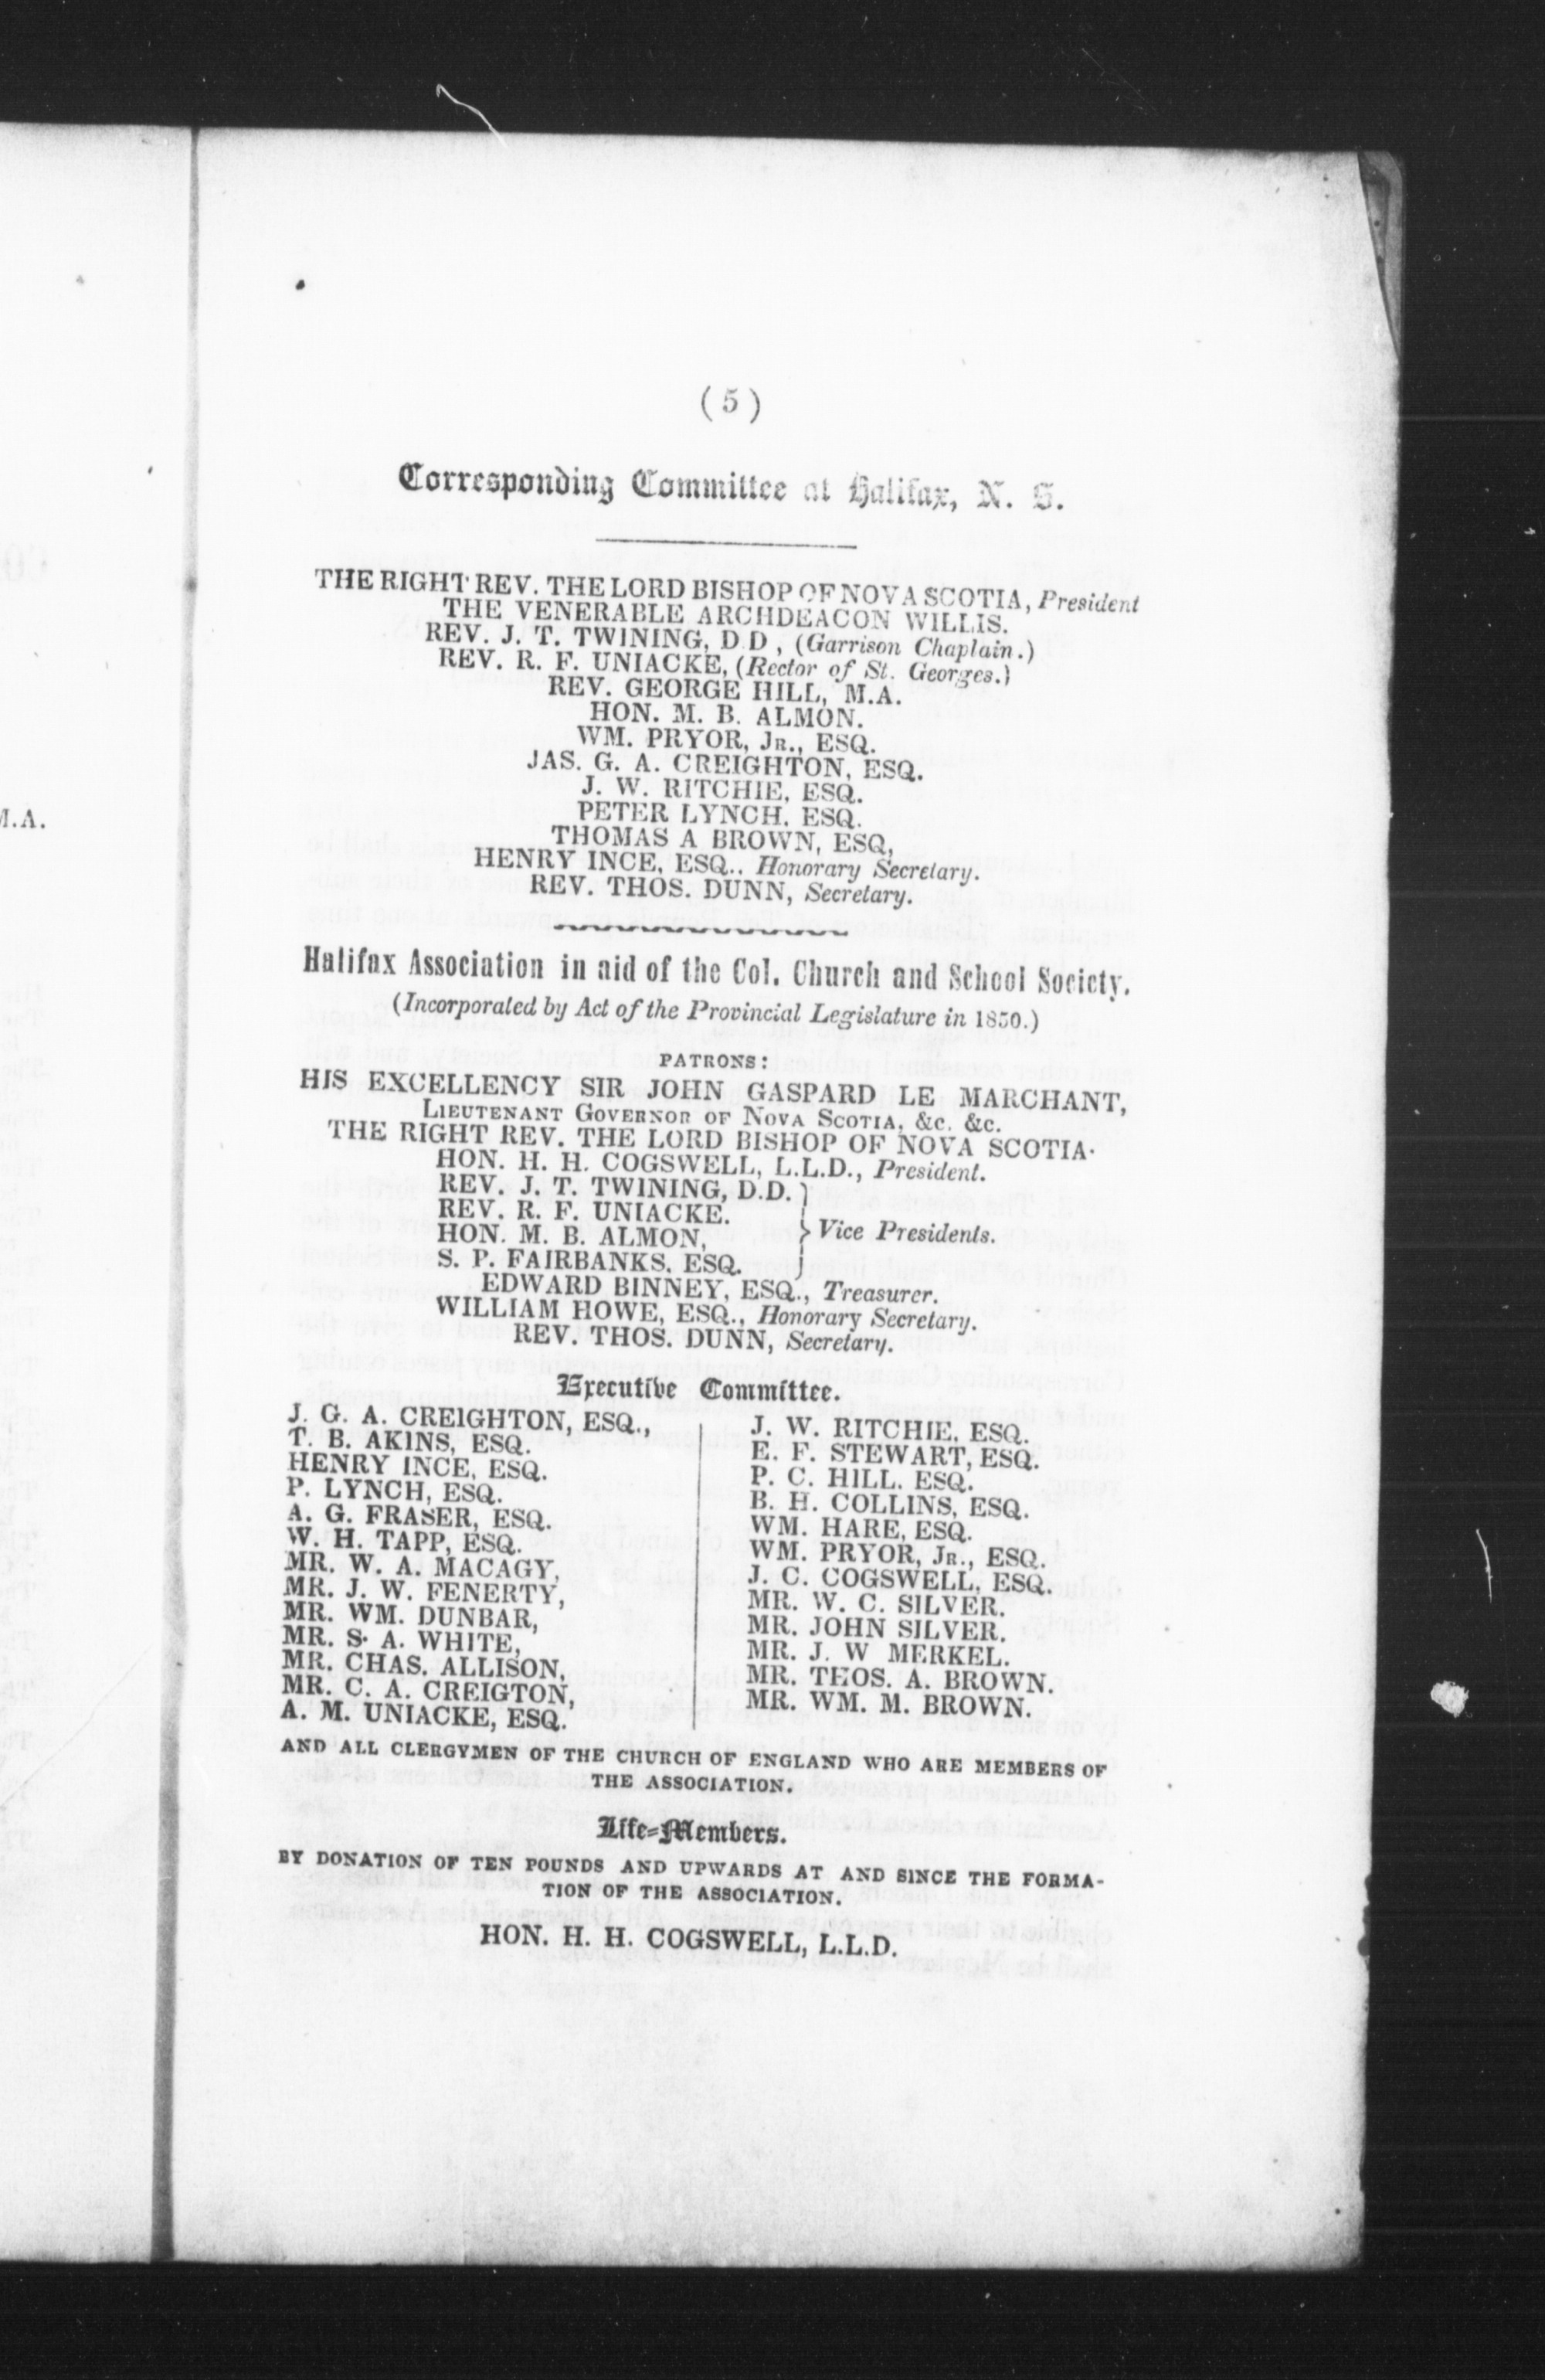 ( 5 )
Corresponding Committee at Halifax, N. S.
THE RIGHT REV. THE LORD BISHOP OF NOVA SCOTIA, President
THE VENERABLE ARCHDEACON WILLIS.
REV. J. T. TWINING, D D , (Garrison Chaplain.)
REV. R. F. UNIACKE, (Rector of St. Georges.)
REV. GEORGE HILL, M.A.
HON. M. B. ALMON.
WM. PRYOR, JR., ESQ.
JAS. G. A. CREIGHTON, ESQ.
J. W. RITCHIE, ESQ.
PETER LYNCH, ESQ.
THOMAS A BROWN, ESQ,
HENRY INCE, ESQ., Honorary Secretary.
REV. THOS. DUNN, Secretary.
Halifax Association in aid of the Col. Church and School Society.
(Incorporated by Act of the Provincial Legislature in 1850.)
PATRONS:
HIS EXCELLENCY SIR JOHN GASPARD LE MARCHANT,
LIEUTENANT GOVERNOR OF NOVA SCOTIA, &c. &c.
THE RIGHT REV. THE LORD BISHOP OF NOVA SCOTIA.
HON. H. H. COGSWELL, L.L.D., President.
REV. J. T. TWINING, D.D.
REV. R. F. UNIACKE.
HON. M. B. ALMON,
S. P. FAIRBANKS, ESQ.
Vice Presidents.
EDWARD BINNEY, ESQ., Treasurer.
WILLIAM HOWE, ESQ., Honorary Secretary.
REV. THOS. DUNN, Secretary.
Executive Committee.
J. G. A. CREIGHTON, ESQ.,
T. B. AKINS, ESQ.
HENRY INCE, ESQ.
P. LYNCH, ESQ.
A. G. FRASER, ESQ.
W. H. TAPP, ESQ.
MR. W. A. MACAGY,
MR. J. W. FENERTY,
MR. WM. DUNBAR,
MR. S. A. WHITE,
MR. CHAS. ALLISON,
MR. C. A. CREIGTON,
A. M. UNIACKE, ESQ.
J. W. RITCHIE, ESQ.
E. F. STEWART, ESQ.
P. C. HILL. ESQ.
B. H. COLLINS, ESQ.
WM. HARE, ESQ.
WM. PRYOR, JR., ESQ.
J. C. COGSWELL, ESQ.
MR. W. C. SILVER.
MR. JOHN SILVER.
MR. J. W MERKEL.
MR. THOS. A. BROWN.
MR. WM. M. BROWN.
AND ALL CLERGYMEN OF THE CHURCH OF ENGLAND WHO ARE MEMBERS OF
THE ASSOCIATION.
Life-Members.
BY DONATION OF TEN POUNDS AND UPWARDS AT AND SINCE THE FORMA-
TION OF THE ASSOCIATION.
HON. H. H. COGSWELL, L.L.D.